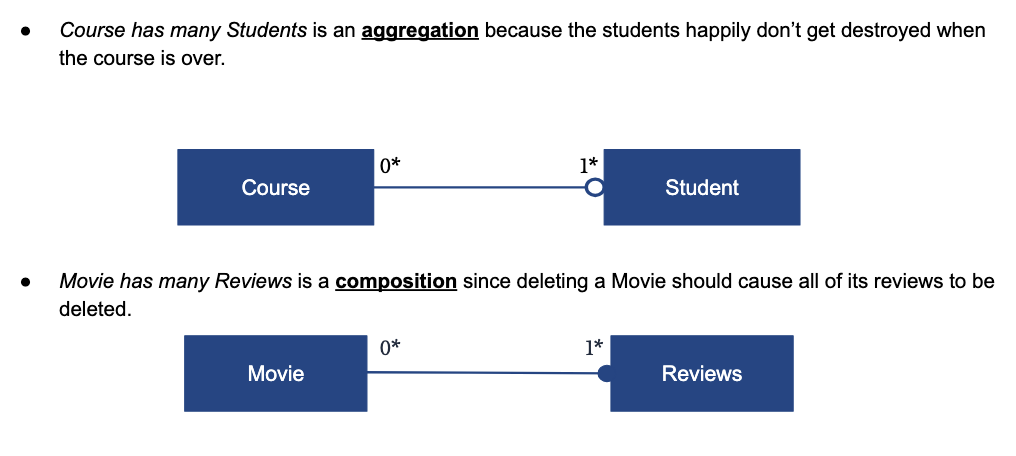 ● Course has many Students is an aggregation because the students happily don't get destroyed when
the course is over.
0* 1*
Course Student
● Movie has many Reviews is a composition since deleting a Movie should cause all of its reviews to be
deleted.
0* 1*
Movie Reviews